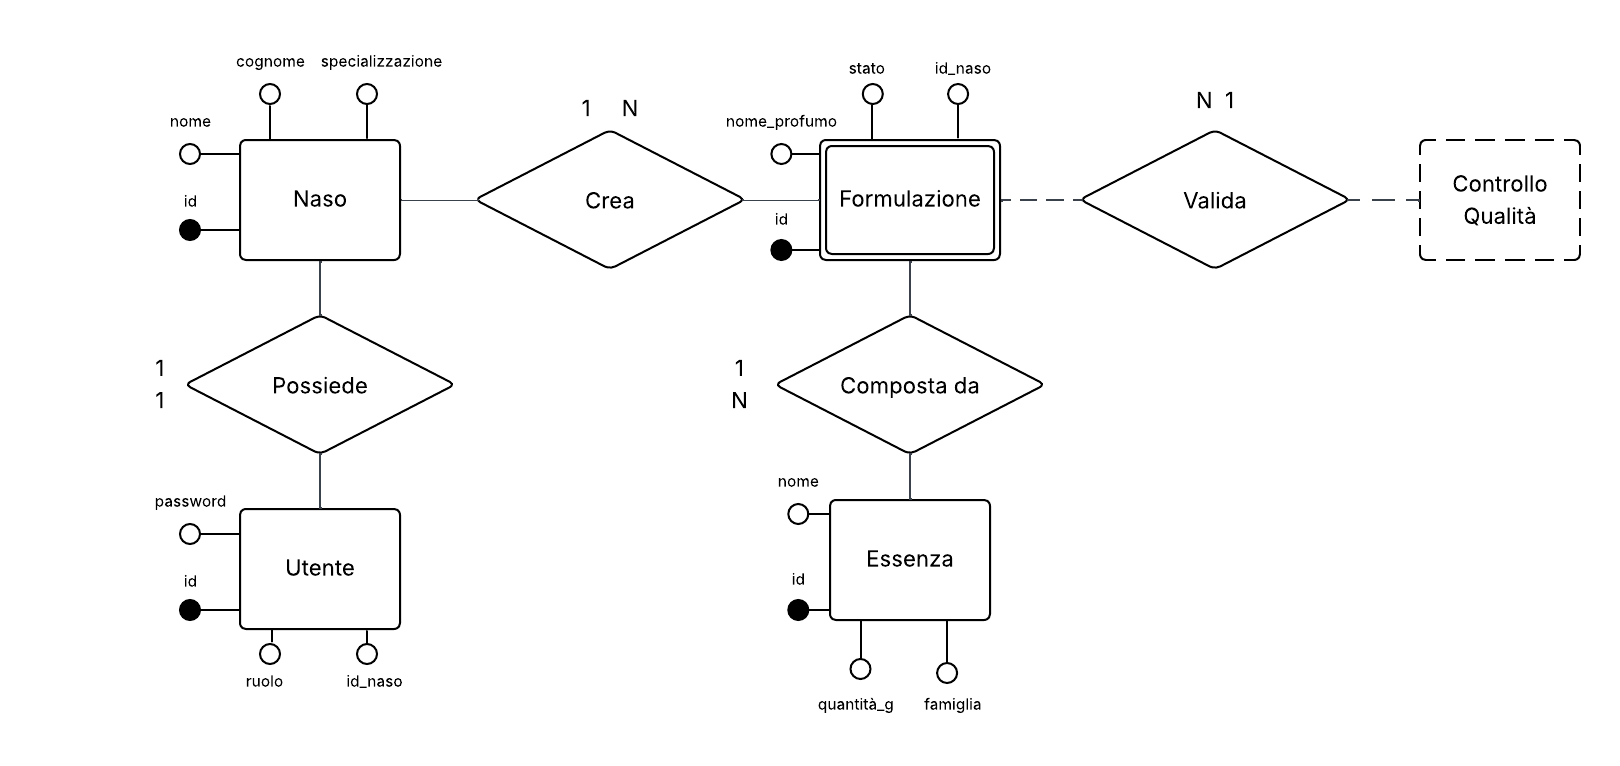 cognome
specializzazione
nome
id
Naso
1 N
Crea
stato
id_naso
nome_profumo
id
Formulazione
N 1
Valida
Controllo
Qualità
1
1
Possiede
1
N
Composta da
password
id
Utente
ruolo
id_naso
nome
id
Essenza
quantità_g
famiglia